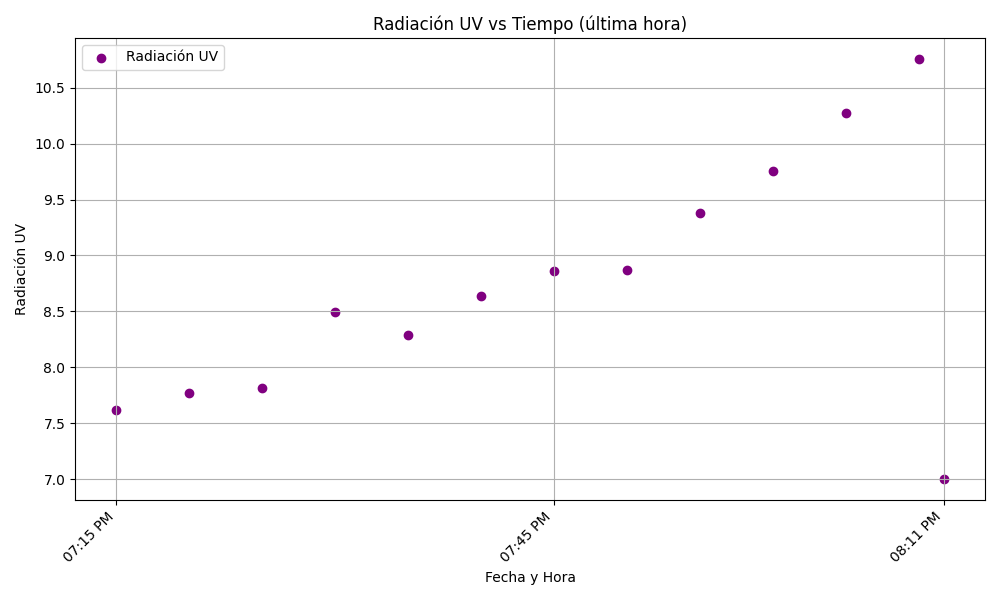 Radiación UV vs Tiempo (última hora)
Radiación UV
10.5
10.0
9.5
9.0
8.5
8.0
7.5
7.0
Radiación UV
07:15 PM
07:45 PM
08:11 PM
Fecha y Hora